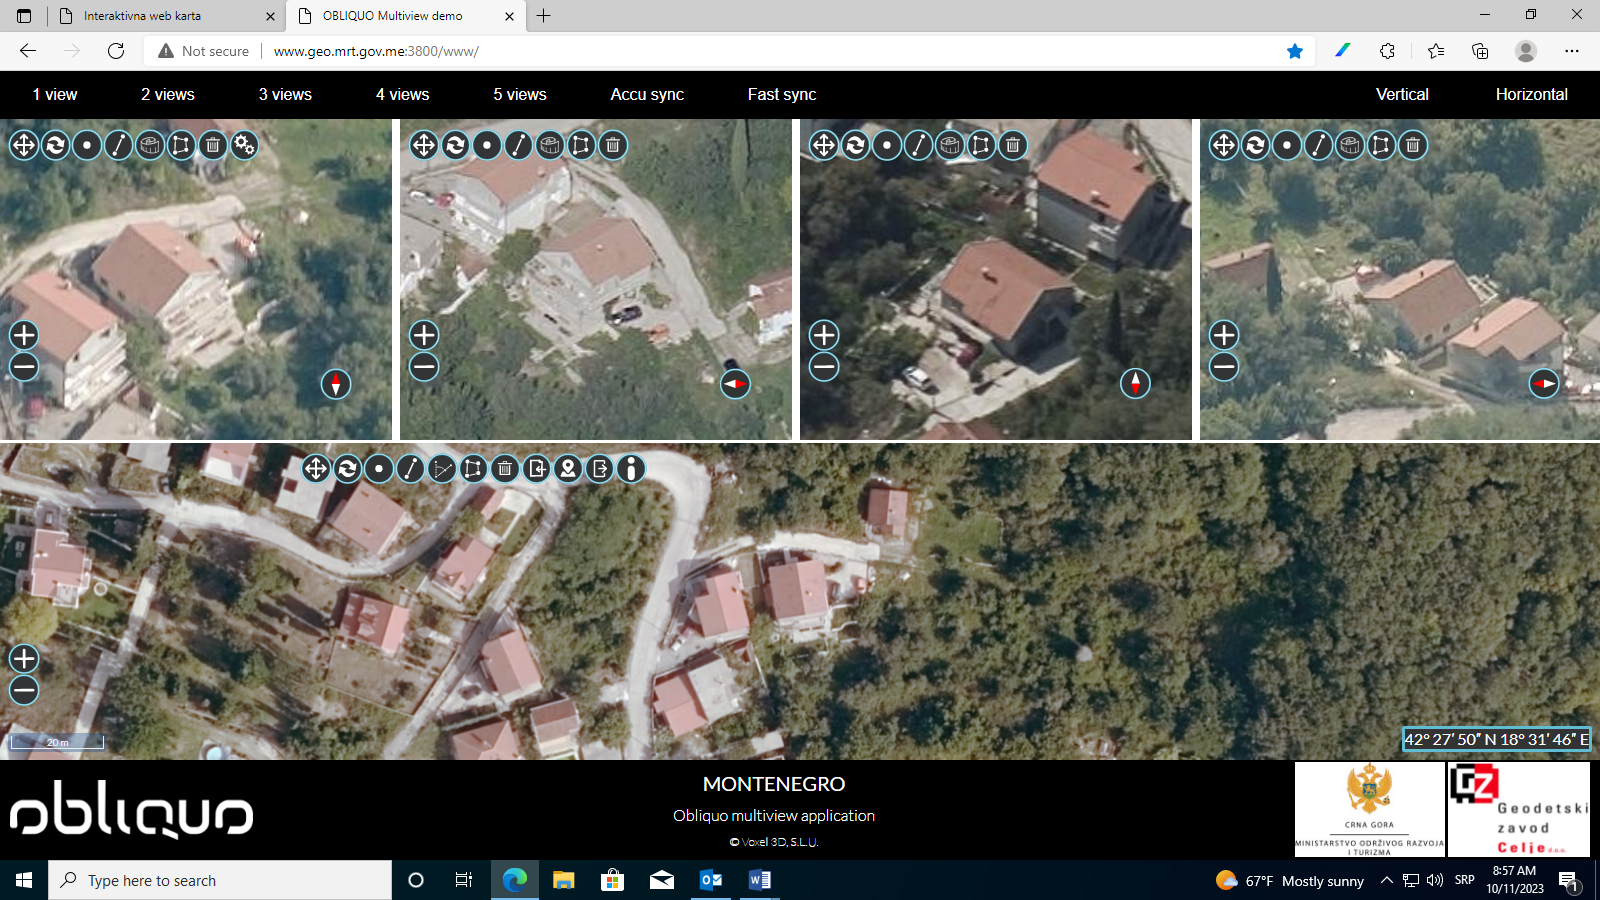 Interaktivna web karta
OBLIQUO Multiview demo
Not secure
www.geo.mrt.gov.me:3800/www/
1 view
2 views
3 views
4 views
5 views
Accu sync
Fast sync
Vertical
Horizontal
20 m
42° 27′ 50″ N 18° 31′ 46″ E
obliquo
MONTENEGRO
Obliquo multiview application
© Voxel 3D, S.L.U.
CRNA GORA
MINISTARSTVO ODRŽIVOG RAZVOJA
I TURIZMA
GZ
Geodetski
zavod
Celje d.o.o.
Type here to search
67°F Mostly sunny
SRP
8:57 AM
10/11/2023
1